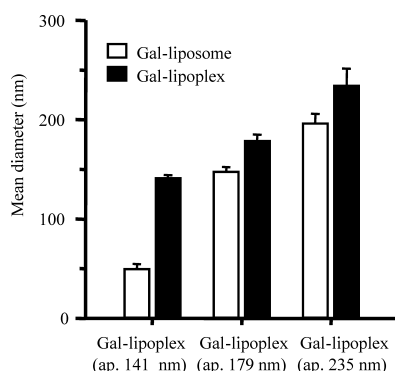 300
Gal-liposome
Gal-lipoplex
200
100
0
Mean diameter (nm)
Gal-lipoplex Gal-lipoplex Gal-lipoplex
(ap. 141 nm) (ap. 179 nm) (ap. 235 nm)